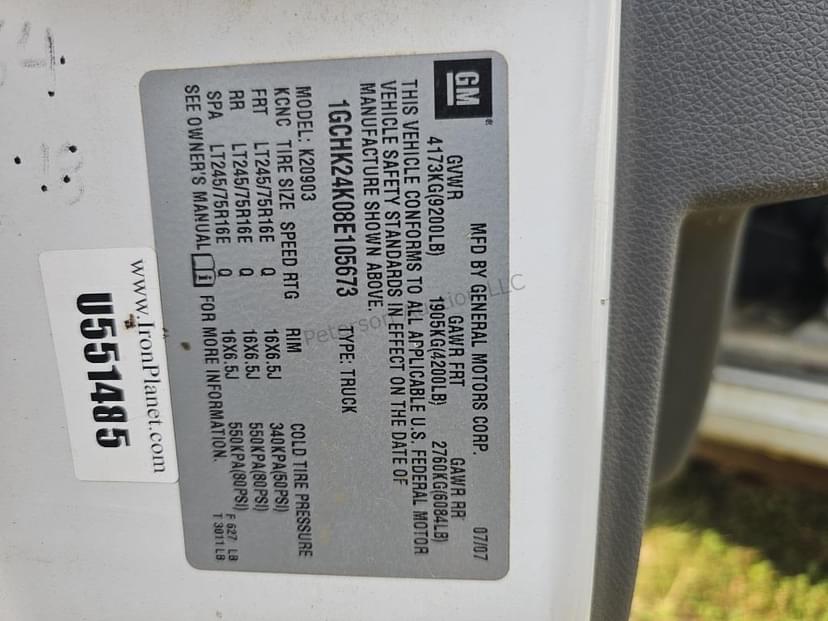 GM
MFD BY GENERAL MOTORS CORP. 07/07
GVWR GAWR FRT GAWR RR
4173KG(9200LB) 1905KG(4200LB) 2760KG(6084LB)
THIS VEHICLE CONFORMS TO ALL APPLICABLE U.S. FEDERAL MOTOR
VEHICLE SAFETY STANDARDS IN EFFECT ON THE DATE OF
MANUFACTURE SHOWN ABOVE.
1GCHK24K08E105673 TYPE: TRUCK
MODEL: K20903
KCNC TIRE SIZE SPEED RTG RIM COLD TIRE PRESSURE
FRT LT245/75R16E Q 16X6.5J 340KPA(50PSI)
RR LT245/75R16E Q 16X6.5J 550KPA(80PSI)
SPA LT245/75R16E Q 16X6.5J 550KPA(80PSI)
SEE OWNER'S MANUAL FOR MORE INFORMATION.
F 627 LB
T 3011 LB
www.IronPlanet.com
U551485